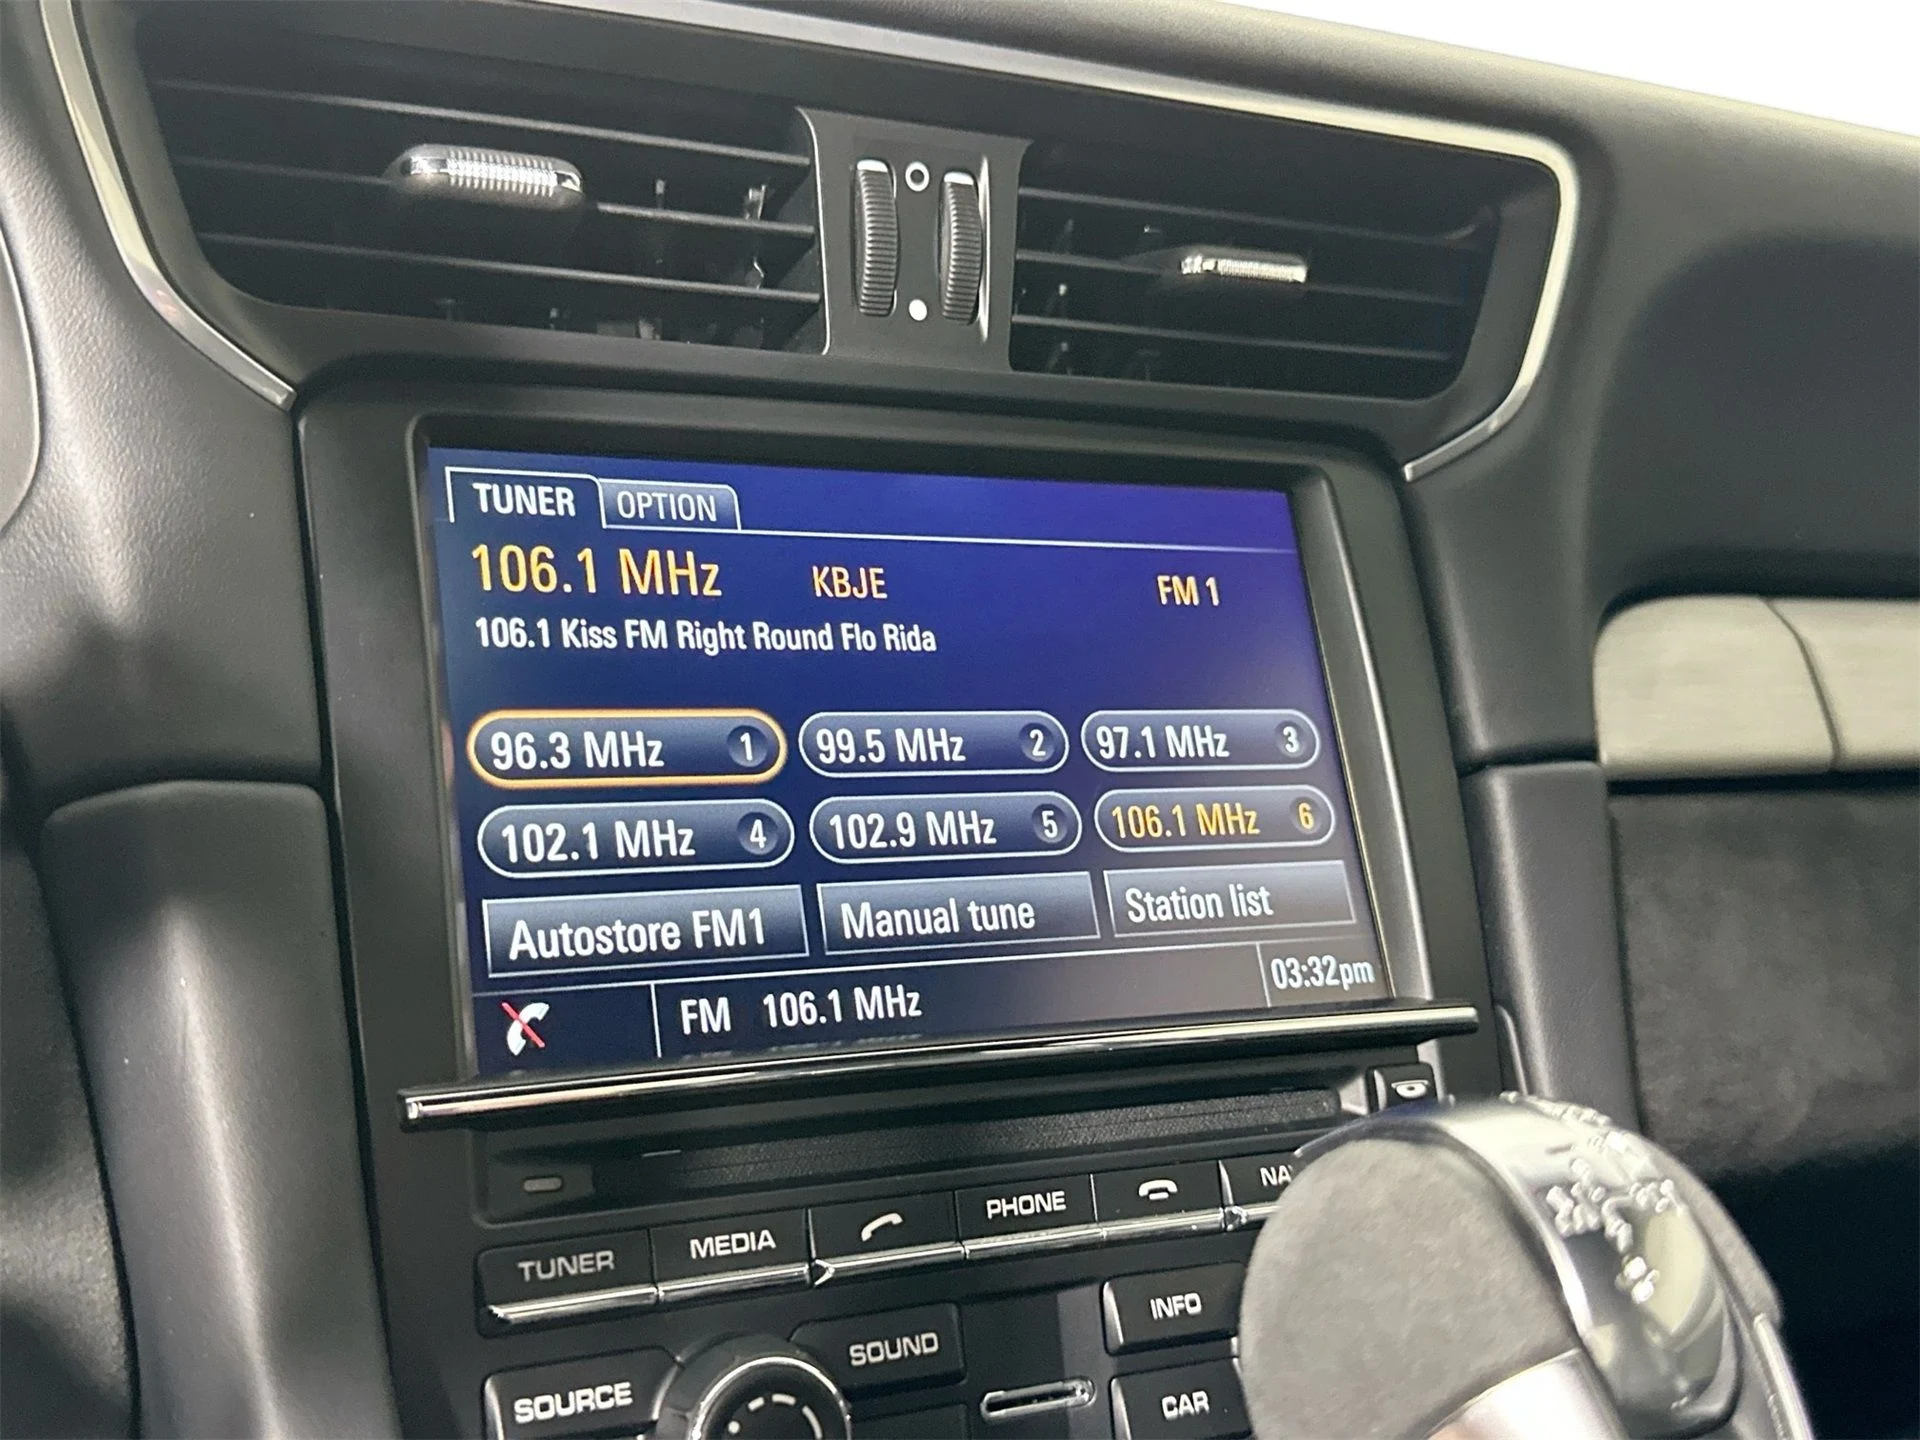 TUNER OPTION
106.1 MHz KBJE FM 1
106.1 Kiss FM Right Round Flo Rida
96.3 MHz 1 99.5 MHz 2 97.1 MHz 3
102.1 MHz 4 102.9 MHz 5 106.1 MHz 6
Autostore FM1 Manual tune Station list
FM 106.1 MHz 03:32pm
TUNER MEDIA PHONE NA
SOUND INFO
SOURCE CAR